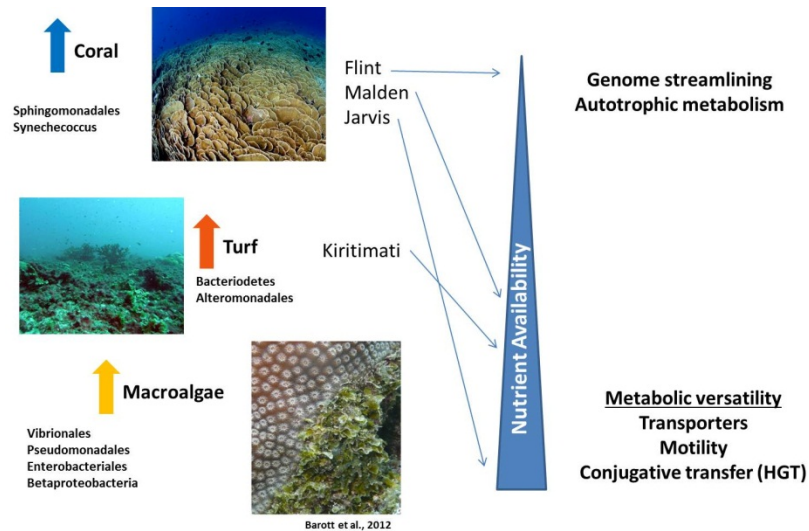 Coral
Sphingomonadales
Synechecoccus
Turf
Bacteriodetes
Alteromonadales
Macroalgae
Vibrionales
Pseudomonadales
Enterobacteriales
Betaproteobacteria
Barott et al., 2012
Flint
Malden
Jarvis
Kiritimati
Nutrient Availability
Genome streamlining
Autotrophic metabolism
Metabolic versatility
Transporters
Motility
Conjugative transfer (HGT)